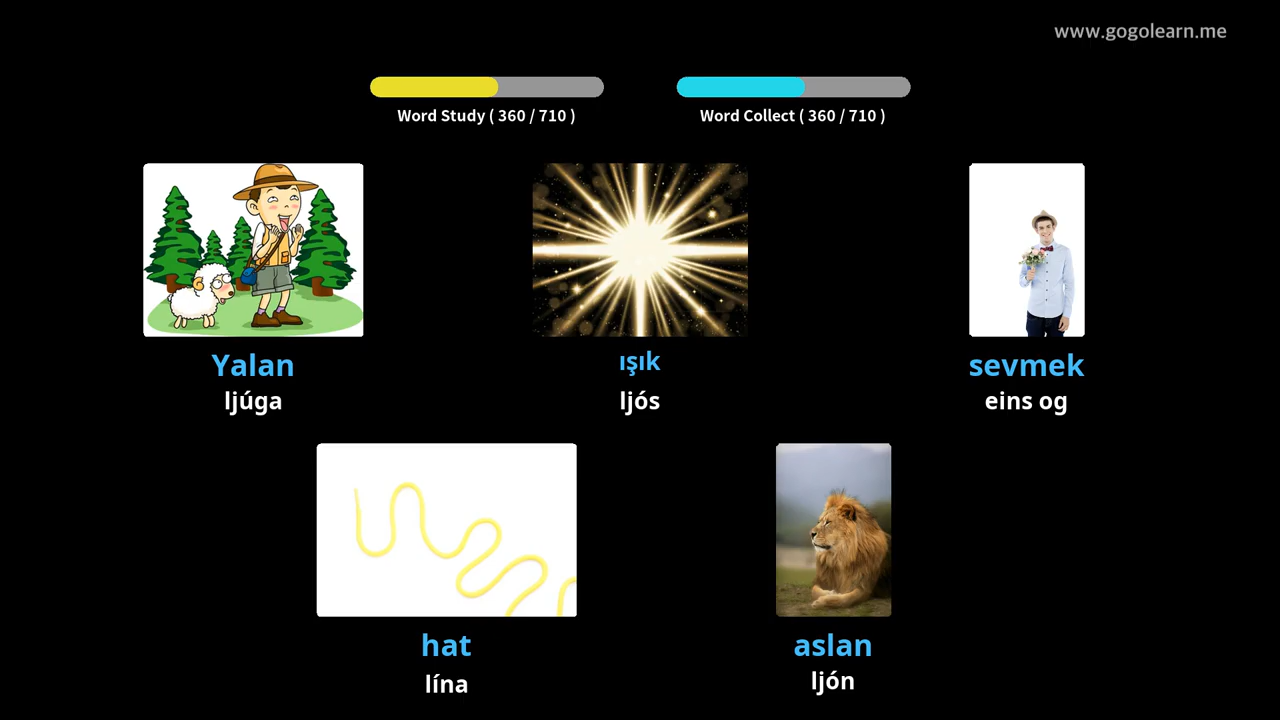 www.gogolearn.me
Word Study ( 360 / 710 )
Word Collect ( 360 / 710 )
Yalan
ljúga
ışık
ljós
sevmek
eins og
hat
lína
aslan
ljón